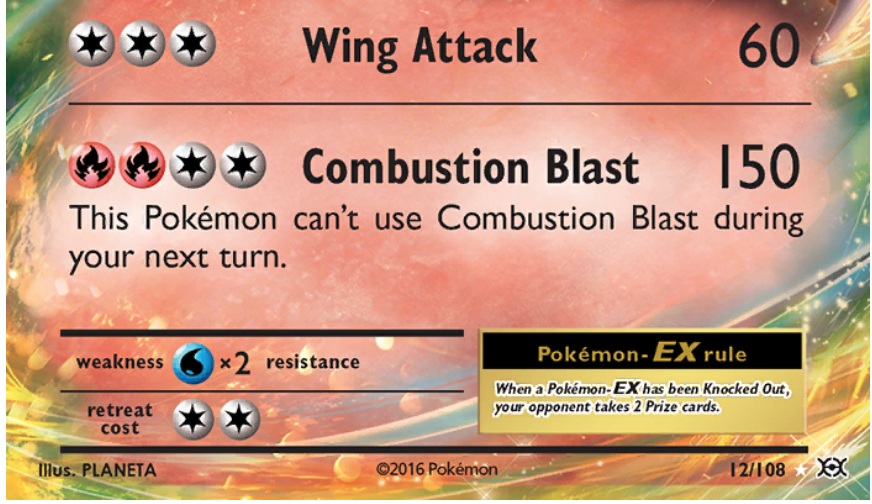 Wing Attack 60
Combustion Blast 150
This Pokémon can't use Combustion Blast during
your next turn.
weakness ×2 resistance
retreat
cost
Pokémon-EX rule
When a Pokémon-EX has been Knocked Out,
your opponent takes 2 Prize cards.
Illus. PLANETA ©2016 Pokémon 12/108